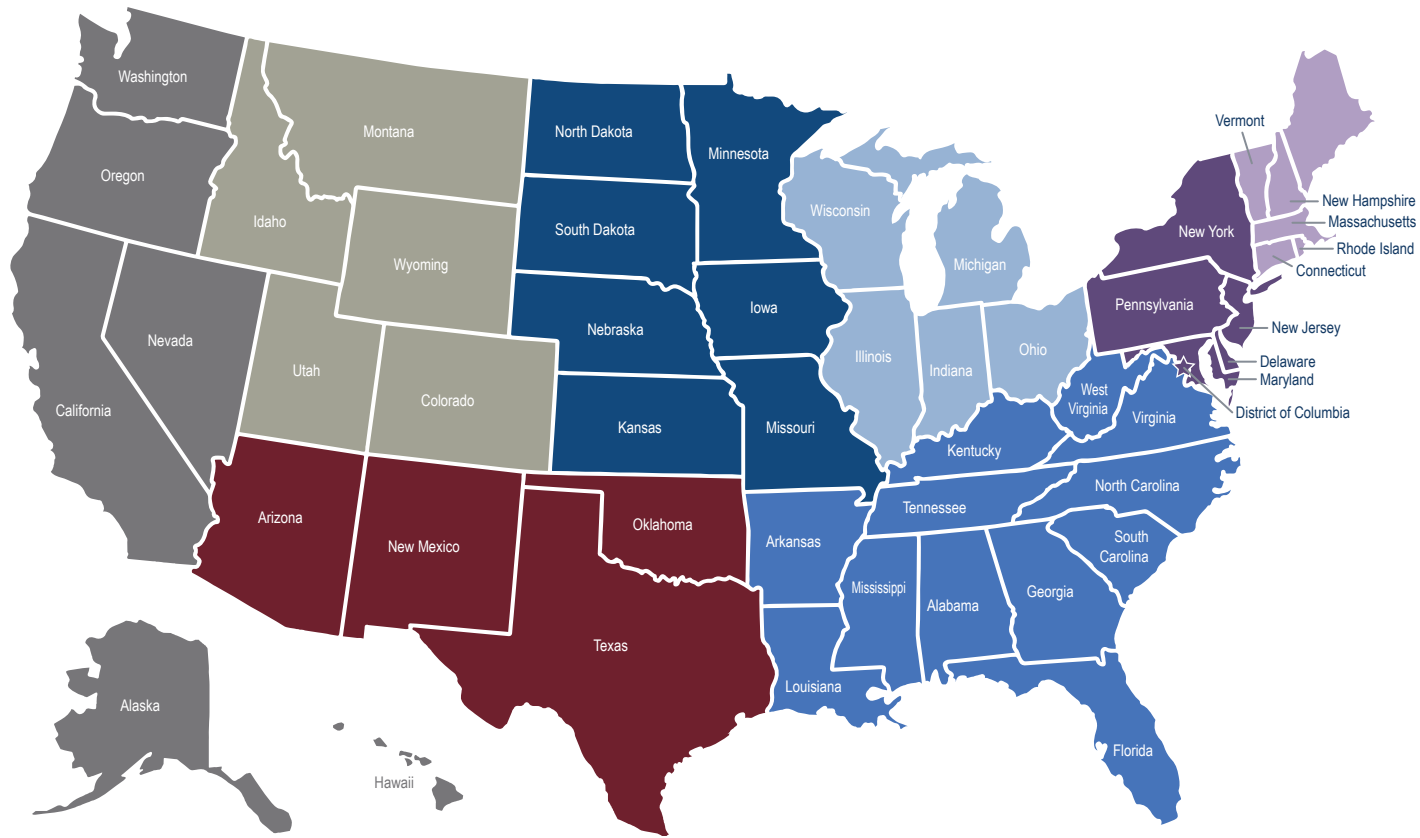 Washington
Montana
North Dakota
Minnesota
Vermont
Oregon
Idaho
Wisconsin
New Hampshire
Massachusetts
South Dakota
New York
Rhode Island
Wyoming
Michigan
Connecticut
Pennsylvania
Iowa
Nebraska
New Jersey
Nevada
Illinois
Ohio
Utah
Indiana
Delaware
Maryland
California
Colorado
West
Virginia
Virginia
District of Columbia
Kansas
Missouri
Kentucky
North Carolina
Tennessee
Arizona
Oklahoma
New Mexico
Arkansas
South
Carolina
Mississippi
Alabama
Georgia
Texas
Louisiana
Alaska
Florida
Hawaii